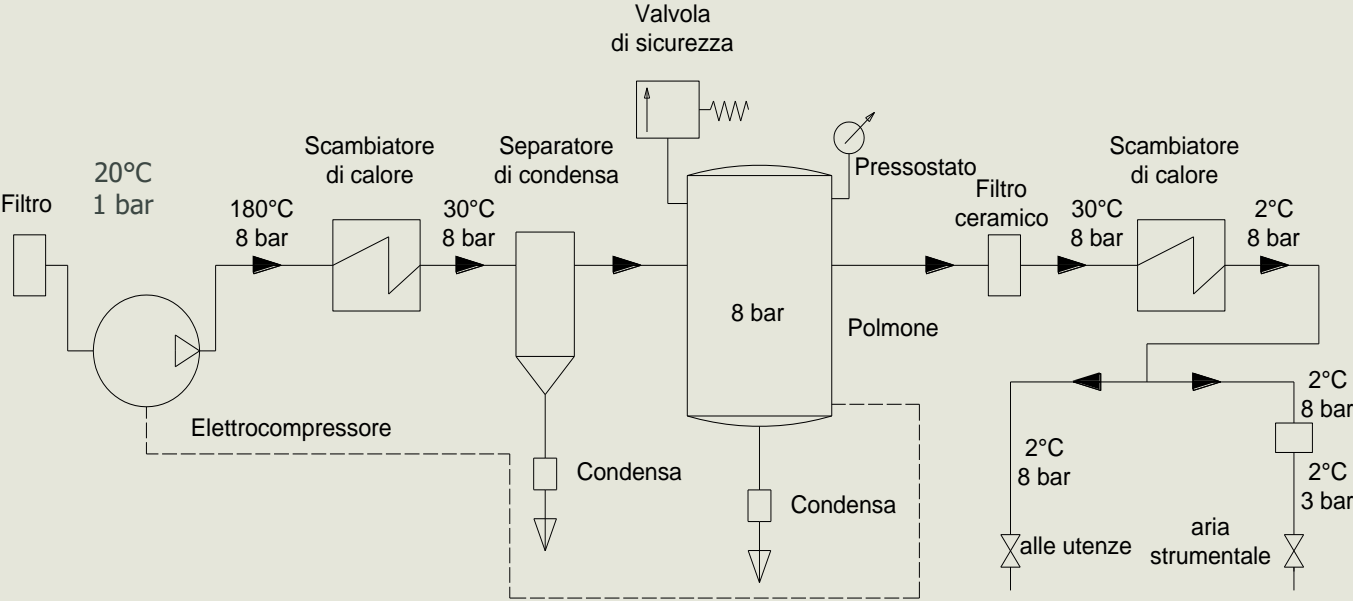 Valvola
di sicurezza
Scambiatore
di calore
Separatore
di condensa
Pressostato
Scambiatore
di calore
20°C
1 bar
Filtro
180°C
8 bar
30°C
8 bar
Filtro
ceramico
30°C
8 bar
2°C
8 bar
8 bar
Polmone
Elettrocompressore
Condensa
Condensa
2°C
8 bar
2°C
8 bar
2°C
3 bar
alle utenze
aria
strumentale